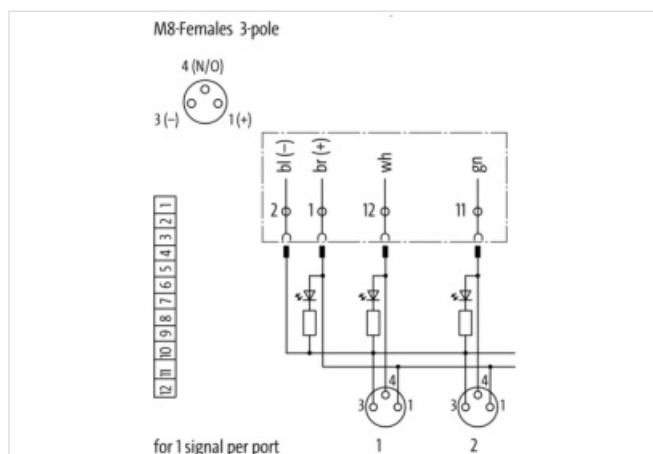 M8-Females 3-pole
4 (N/O)
3 (–) 1 (+)
bl (–) br (+) wh gn
2 1 12 11
1
2
3
4
5
6
7
8
9
10
11
12
3 4 1 3 4 1
for 1 signal per port 1 2